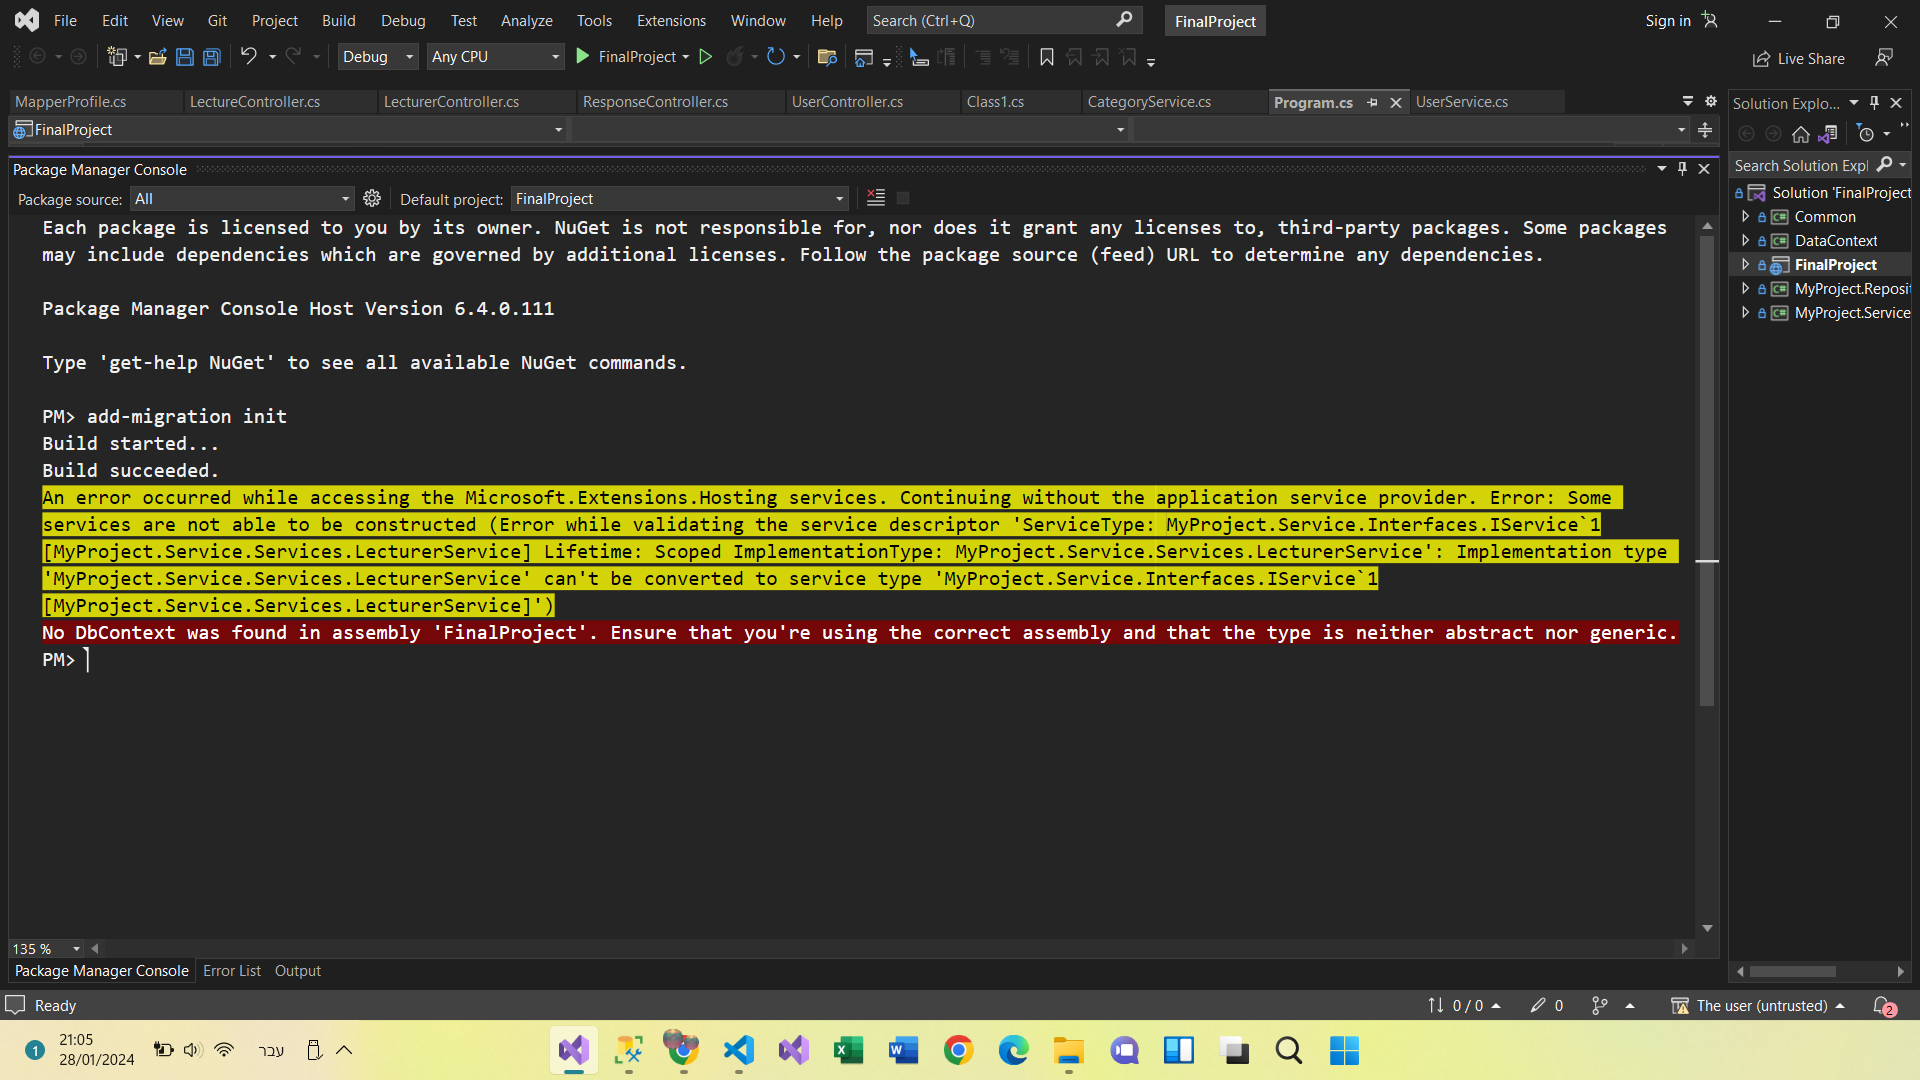 File Edit View Git Project Build Debug Test Analyze Tools Extensions Window Help Search (Ctrl+Q) FinalProject Sign in
Debug Any CPU FinalProject Live Share
MapperProfile.cs LectureController.cs LecturerController.cs ResponseController.cs UserController.cs Class1.cs CategoryService.cs Program.cs UserService.cs
Solution Explo...
FinalProject
Package Manager Console
Search Solution Expl
Package source: All Default project: FinalProject
Solution 'FinalProject
Common
DataContext
FinalProject
MyProject.Reposit
MyProject.Service
Each package is licensed to you by its owner. NuGet is not responsible for, nor does it grant any licenses to, third-party packages. Some packages
may include dependencies which are governed by additional licenses. Follow the package source (feed) URL to determine any dependencies.
Package Manager Console Host Version 6.4.0.111
Type 'get-help NuGet' to see all available NuGet commands.
PM> add-migration init
Build started...
Build succeeded.
An error occurred while accessing the Microsoft.Extensions.Hosting services. Continuing without the application service provider. Error: Some
services are not able to be constructed (Error while validating the service descriptor 'ServiceType: MyProject.Service.Interfaces.IService`1
[MyProject.Service.Services.LecturerService] Lifetime: Scoped ImplementationType: MyProject.Service.Services.LecturerService': Implementation type
'MyProject.Service.Services.LecturerService' can't be converted to service type 'MyProject.Service.Interfaces.IService`1
[MyProject.Service.Services.LecturerService]')
No DbContext was found in assembly 'FinalProject'. Ensure that you're using the correct assembly and that the type is neither abstract nor generic.
PM>
135 %
Package Manager Console Error List Output
Ready 0 / 0 0 The user (untrusted) 2
1 21:05 עבר
28/01/2024